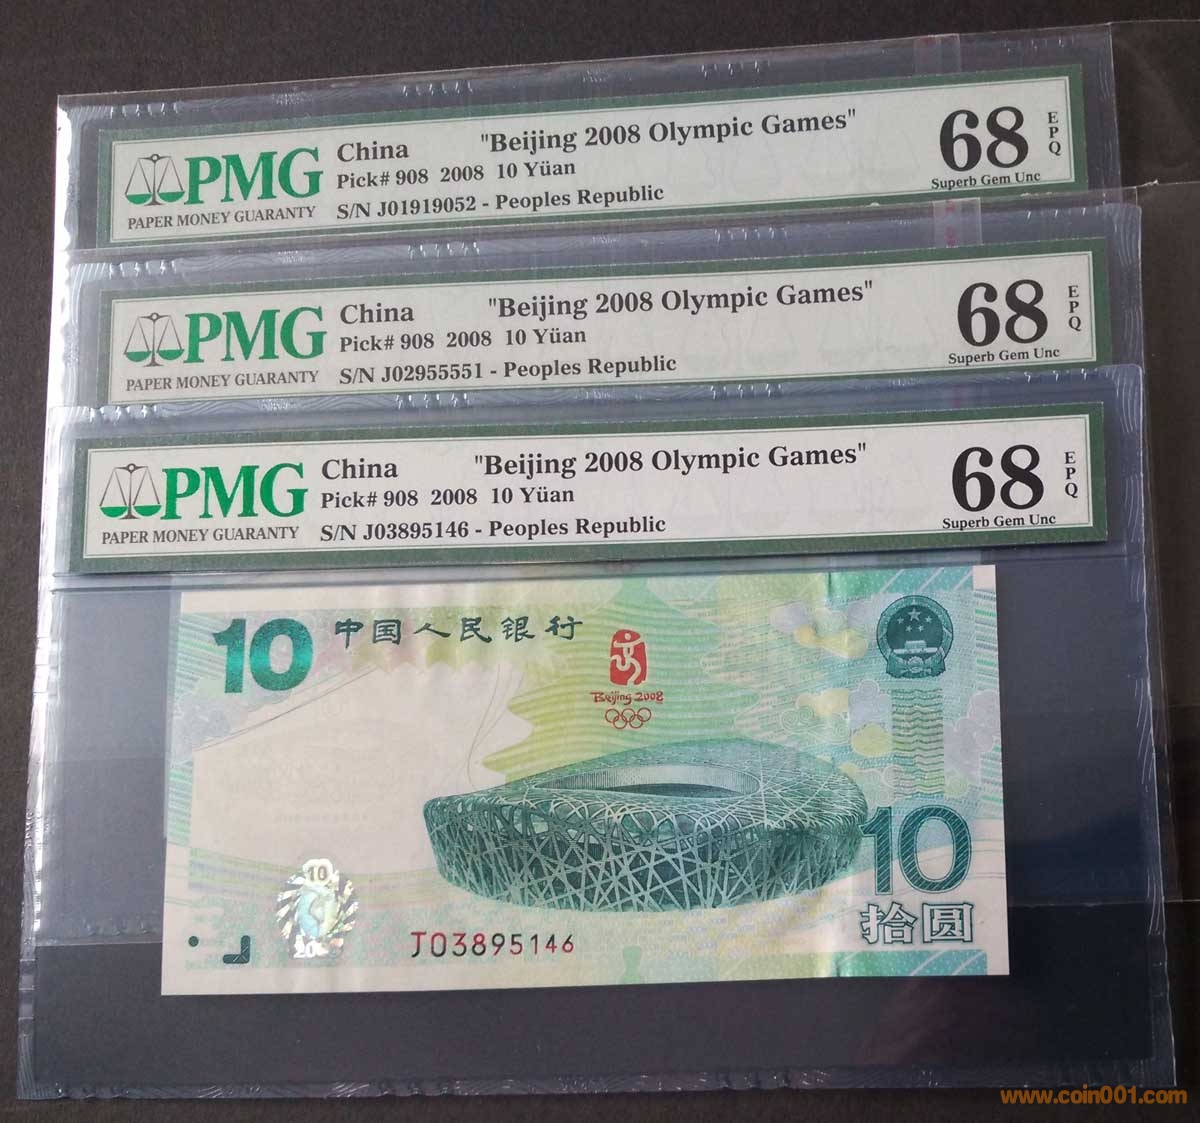 PMG
PAPER MONEY GUARANTY
China "Beijing 2008 Olympic Games"
Pick# 908 2008 10 Yüan
S/N J01919052 - Peoples Republic
68
EPQ
Superb Gem Unc
PMG
PAPER MONEY GUARANTY
China "Beijing 2008 Olympic Games"
Pick# 908 2008 10 Yüan
S/N J02955551 - Peoples Republic
68
EPQ
Superb Gem Unc
PMG
PAPER MONEY GUARANTY
China "Beijing 2008 Olympic Games"
Pick# 908 2008 10 Yüan
S/N J03895146 - Peoples Republic
68
EPQ
Superb Gem Unc
10 中国人民银行
Beijing 2008
10
拾圆
10
J03895146
www.coin001.com